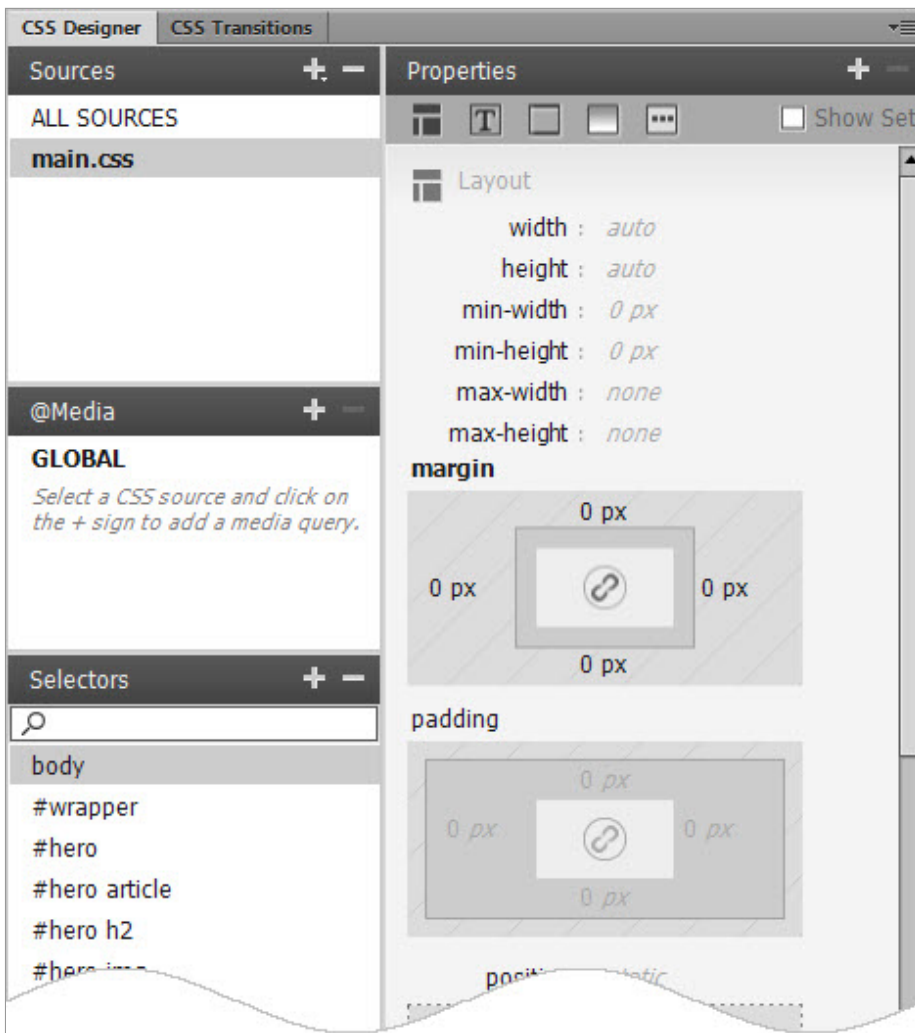 CSS Designer
CSS Transitions
Sources
ALL SOURCES
main.css
@Media
GLOBAL
Select a CSS source and click on
the + sign to add a media query.
Selectors
body
#wrapper
#hero
#hero article
#hero h2
#hero
Properties
T
Show Set
Layout
width : auto
height : auto
min-width : 0 px
min-height : 0 px
max-width : none
max-height : none
margin
0 px
0 px
0 px
0 px
padding
0 px
0 px
0 px
0 px